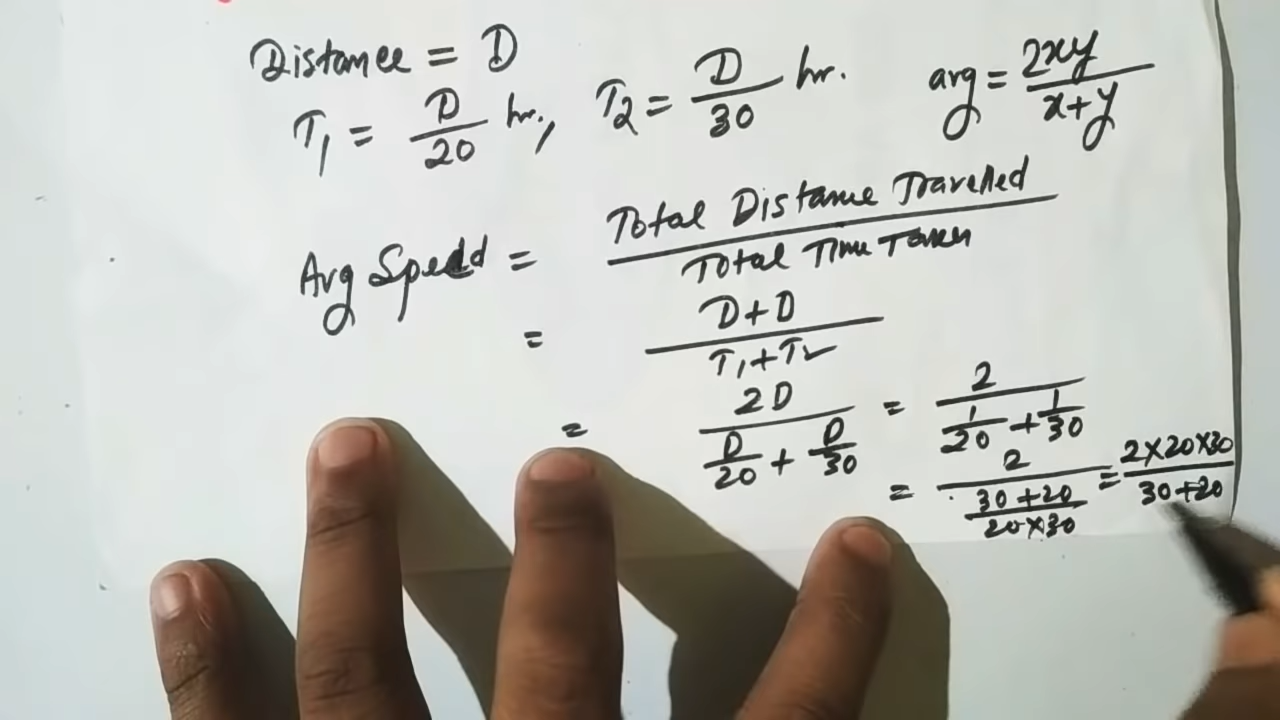 Distance = D
T1 = D/20 hr., T2 = D/30 hr. avg = 2xy/x+y
Avg Speed = Total Distance Travelled/Total Time Taken
= D+D/T1+T2
= 2D/D/20 + D/30 = 2/1/20 + 1/30
= 2/30+20/20×30 = 2×20×30/30+20